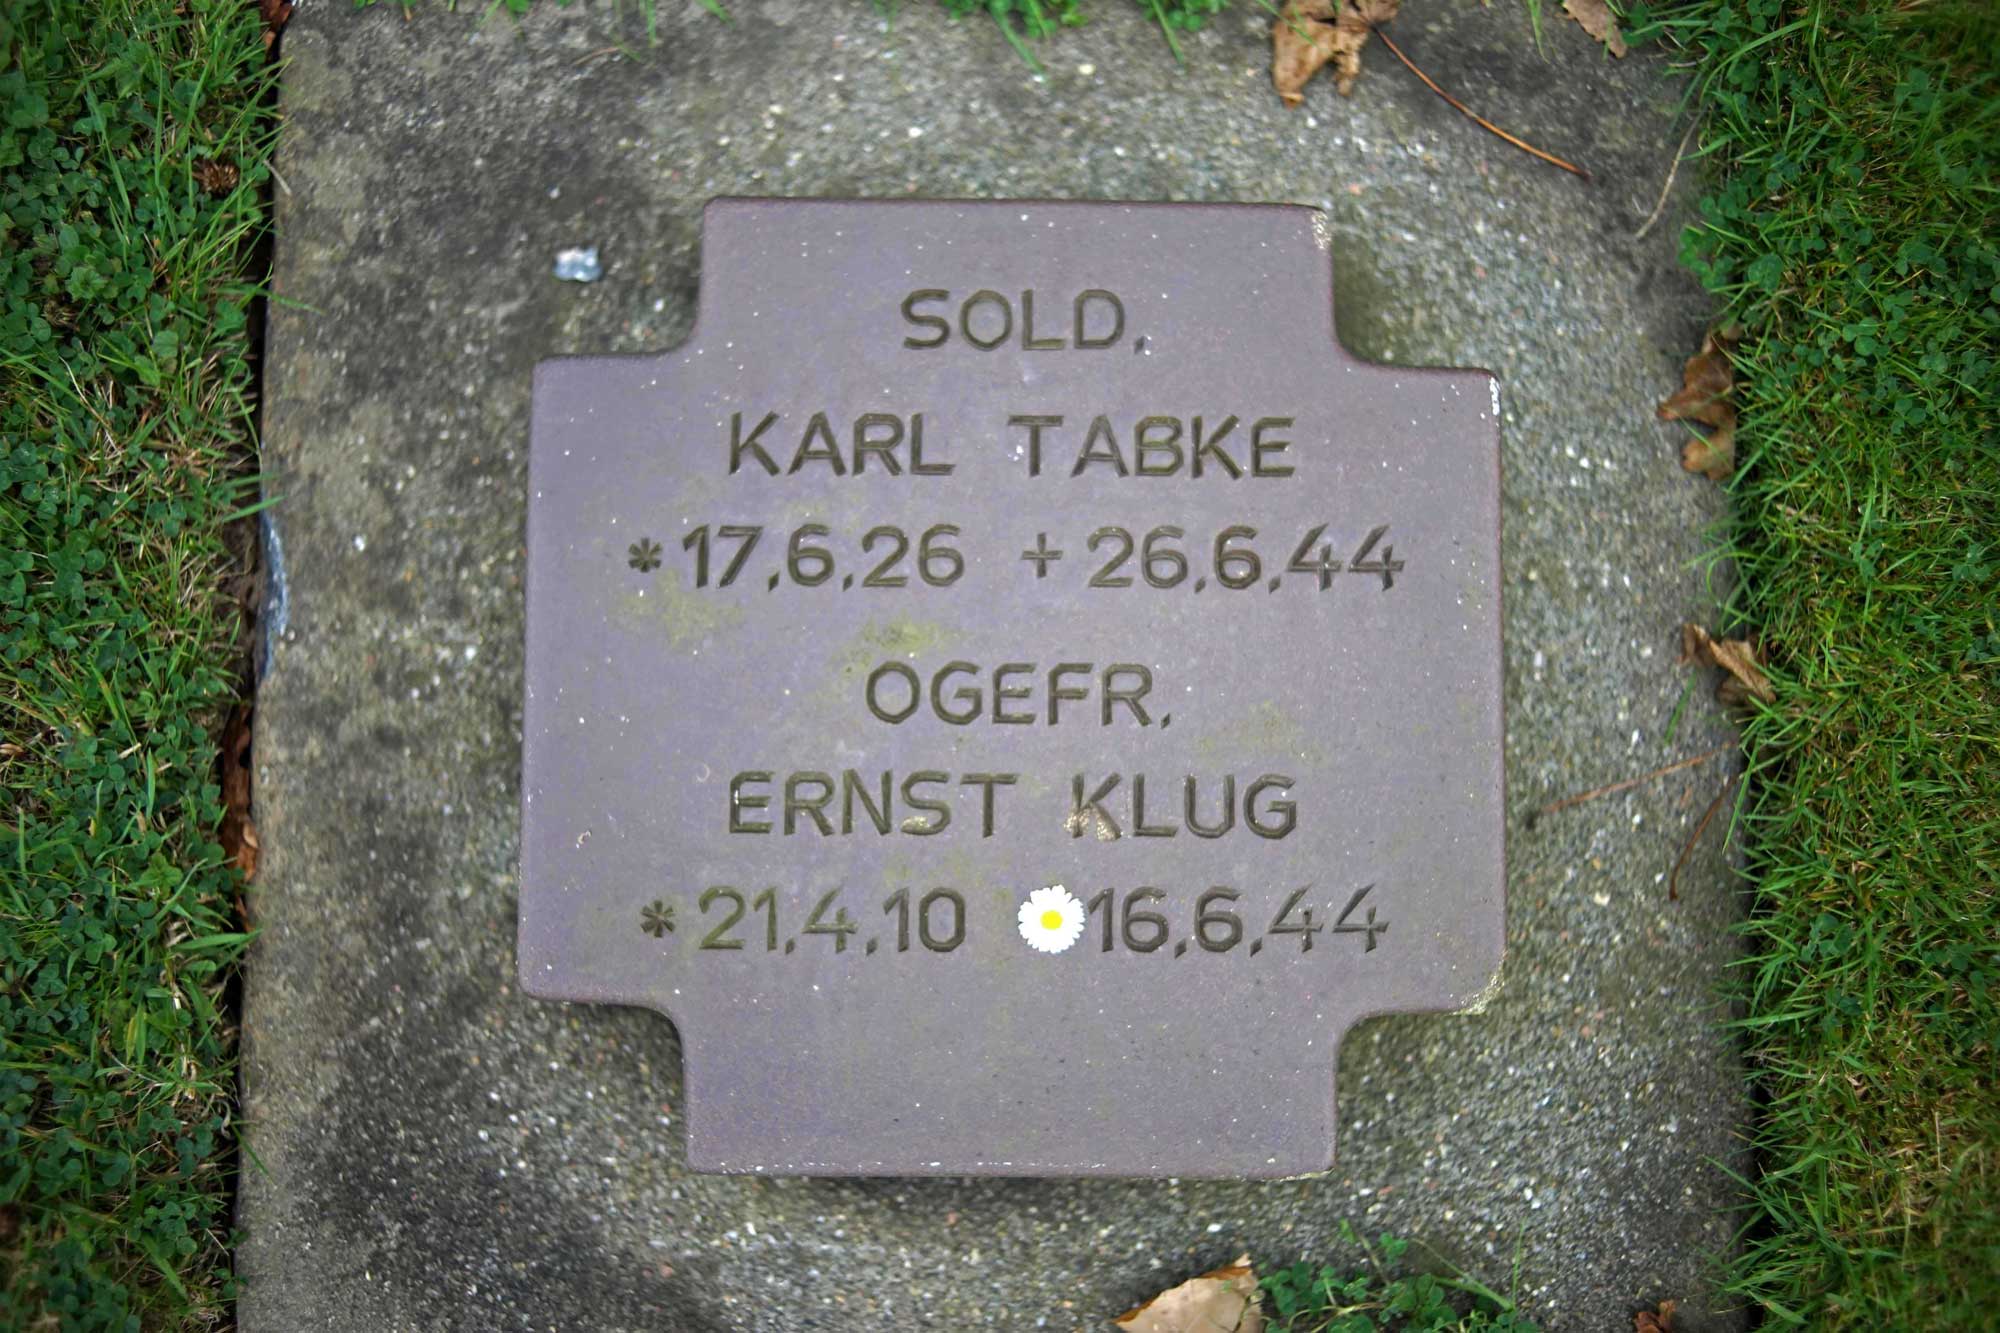 SOLD.
KARL TABKE
* 17.6.26 + 26.6.44
OGEFR.
ERNST KLUG
* 21.4.10 16.6.44